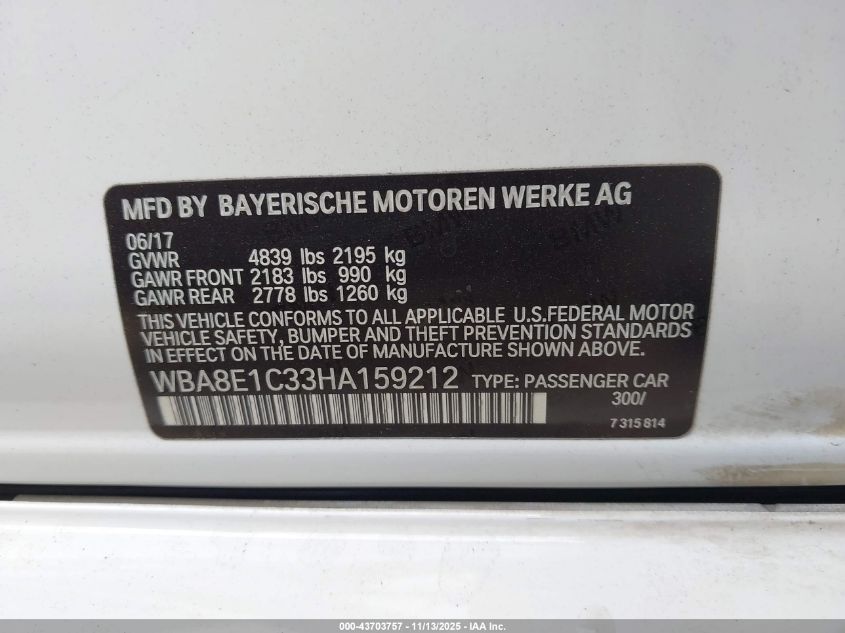 MFD BY BAYERISCHE MOTOREN WERKE AG
06/17
GVWR 4839 lbs 2195 kg
GAWR FRONT 2183 lbs 990 kg
GAWR REAR 2778 lbs 1260 kg
THIS VEHICLE CONFORMS TO ALL APPLICABLE U.S.FEDERAL MOTOR
VEHICLE SAFETY, BUMPER AND THEFT PREVENTION STANDARDS
IN EFFECT ON THE DATE OF MANUFACTURE SHOWN ABOVE.
WBA8E1C33HA159212 TYPE: PASSENGER CAR
300/
7 315 814
000-43703757 - 11/13/2025 - IAA Inc.